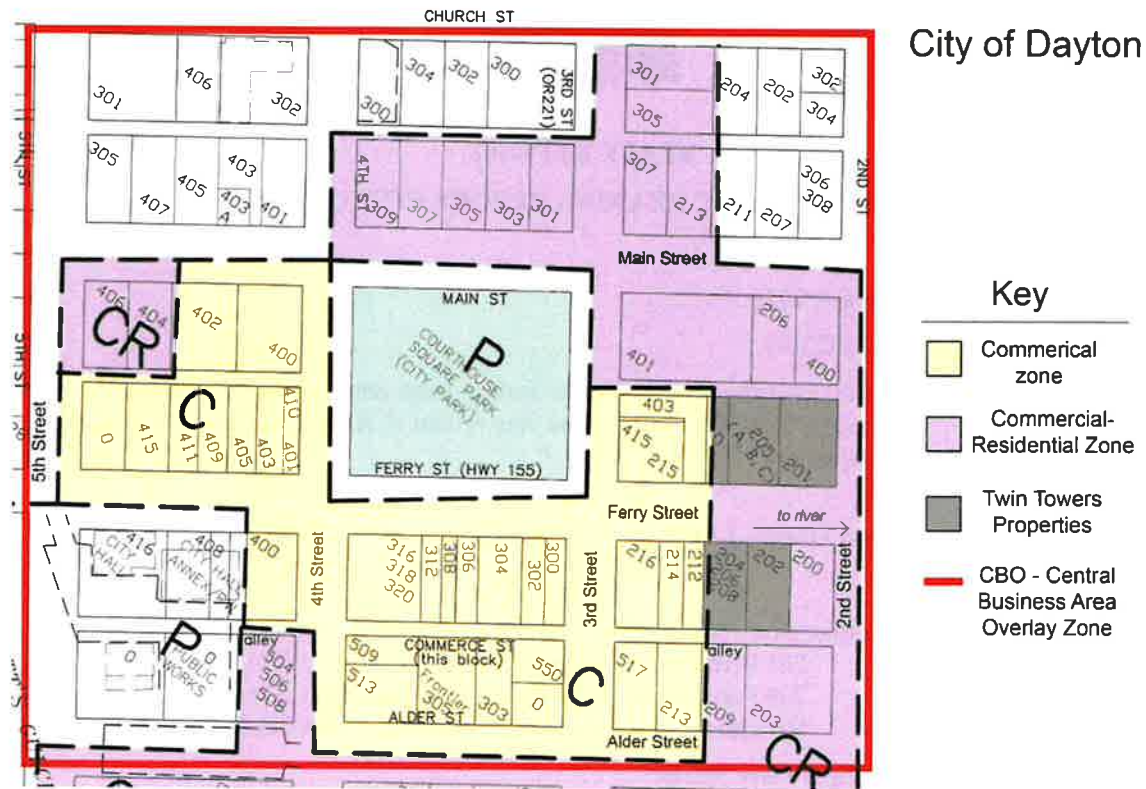 CHURCH ST
City of Dayton
301
406
302
300
304
302
300
3RD ST
(OR221)
301
305
204
202
302
304
305
407
405
403
403
A
401
4TH ST
309
307
305
303
301
307
213
211
207
306
308
2ND ST
Main Street
406
404
CR
402
400
MAIN ST
P
COURTHOUSE
SQUARE PARK
(CITY PARK)
FERRY ST (HWY 155)
401
206
400
5th Street
C
0
415
411
409
405
403
410
401
403
415
215
0
205
(A,B,C)
201
Ferry Street
to river
416
CITY
HALL
408
CITY HALL
ANNEX
400
4th Street
316
318
320
312
308
306
304
302
300
3rd Street
216
214
212
204
206
208
202
200
2nd Street
P
0
PUBLIC
WORKS
0
alley
504
506
508
509
513
COMMERCE ST
(this block)
Frontier
305
303
550
0
ALDER ST
C
517
213
alley
209
203
Alder Street
CR
Key
Commerical
zone
Commercial-
Residential Zone
Twin Towers
Properties
CBO - Central
Business Area
Overlay Zone